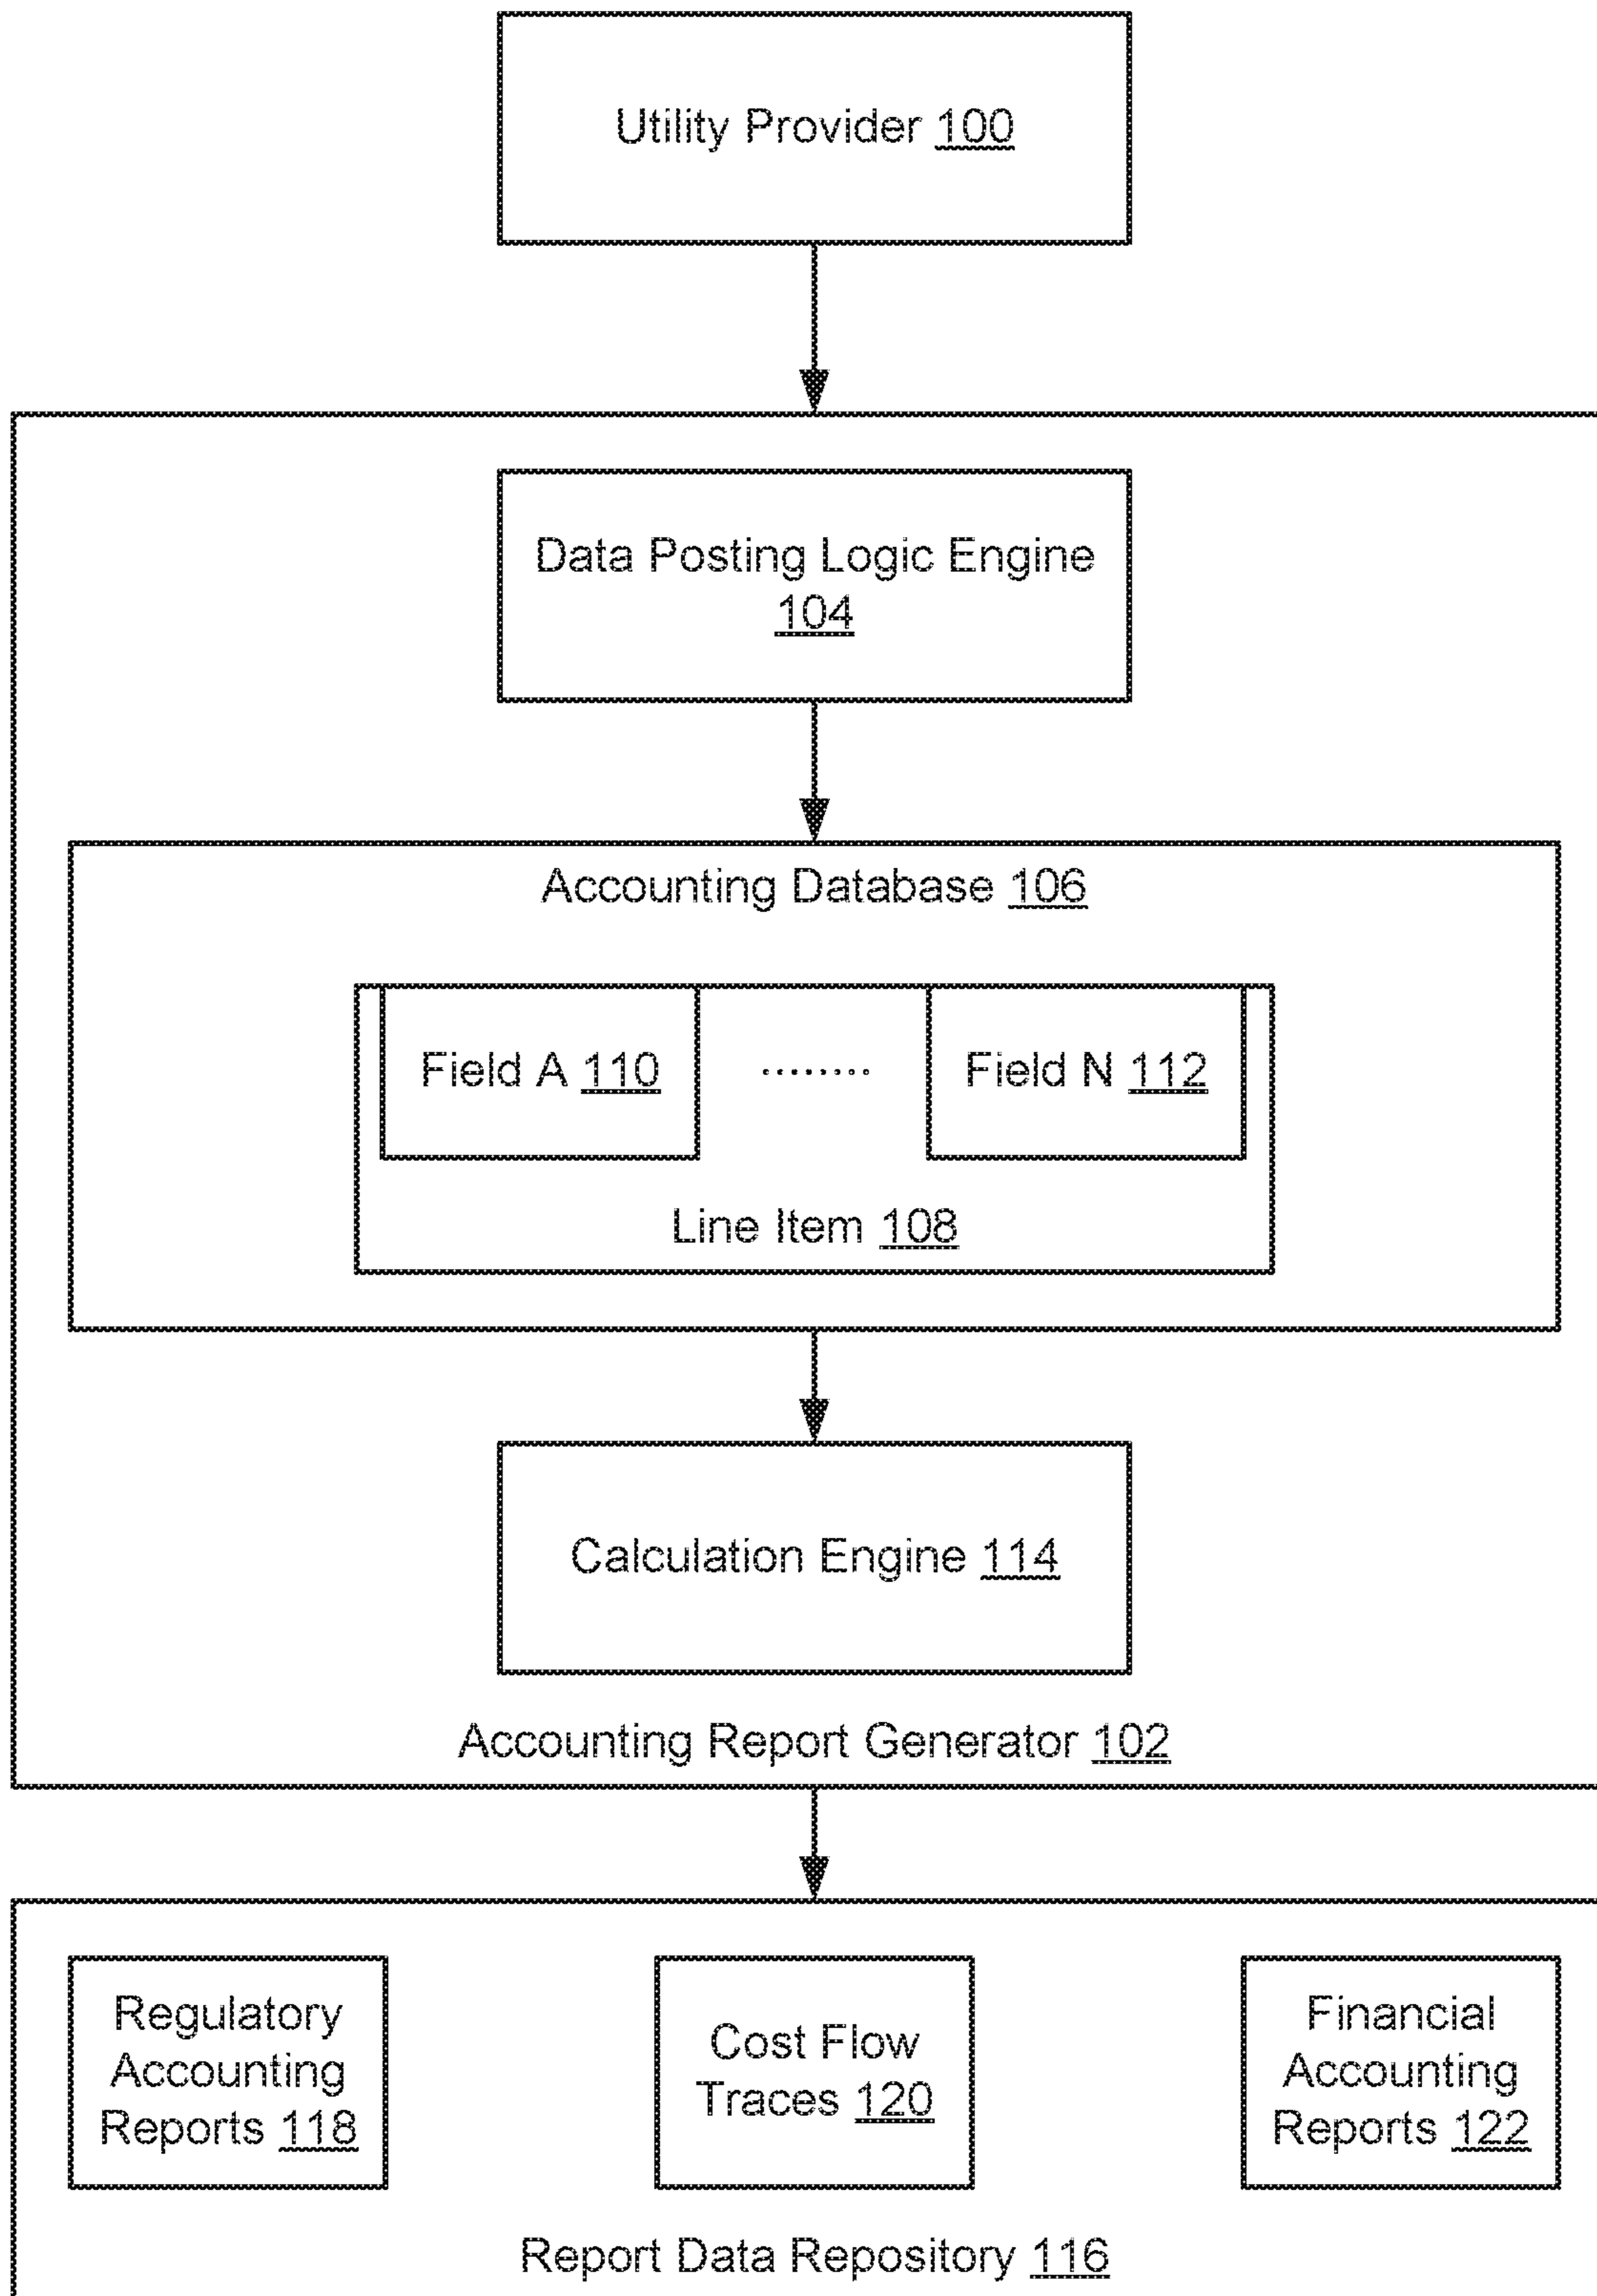 Utility Provider 100
Data Posting Logic Engine
104
Accounting Database 106
Field A 110 ........ Field N 112
Line Item 108
Calculation Engine 114
Accounting Report Generator 102
Regulatory
Accounting
Reports 118
Cost Flow
Traces 120
Financial
Accounting
Reports 122
Report Data Repository 116